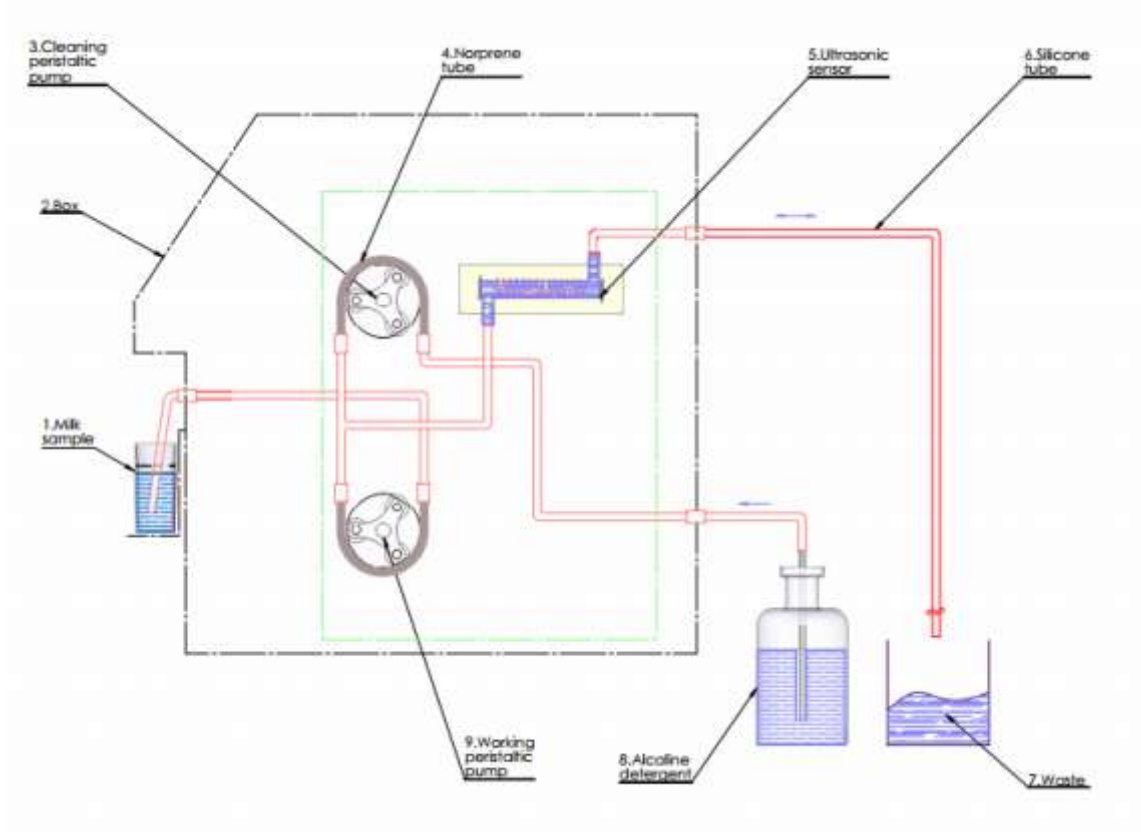 3.Cleaning
peristaltic
pump
4.Norprene
tube
5.Ultrasonic
sensor
6.Silicone
tube
2.Box
1.Milk
sample
9.Working
peristaltic
pump
8.Alcaline
detergent
7.Waste